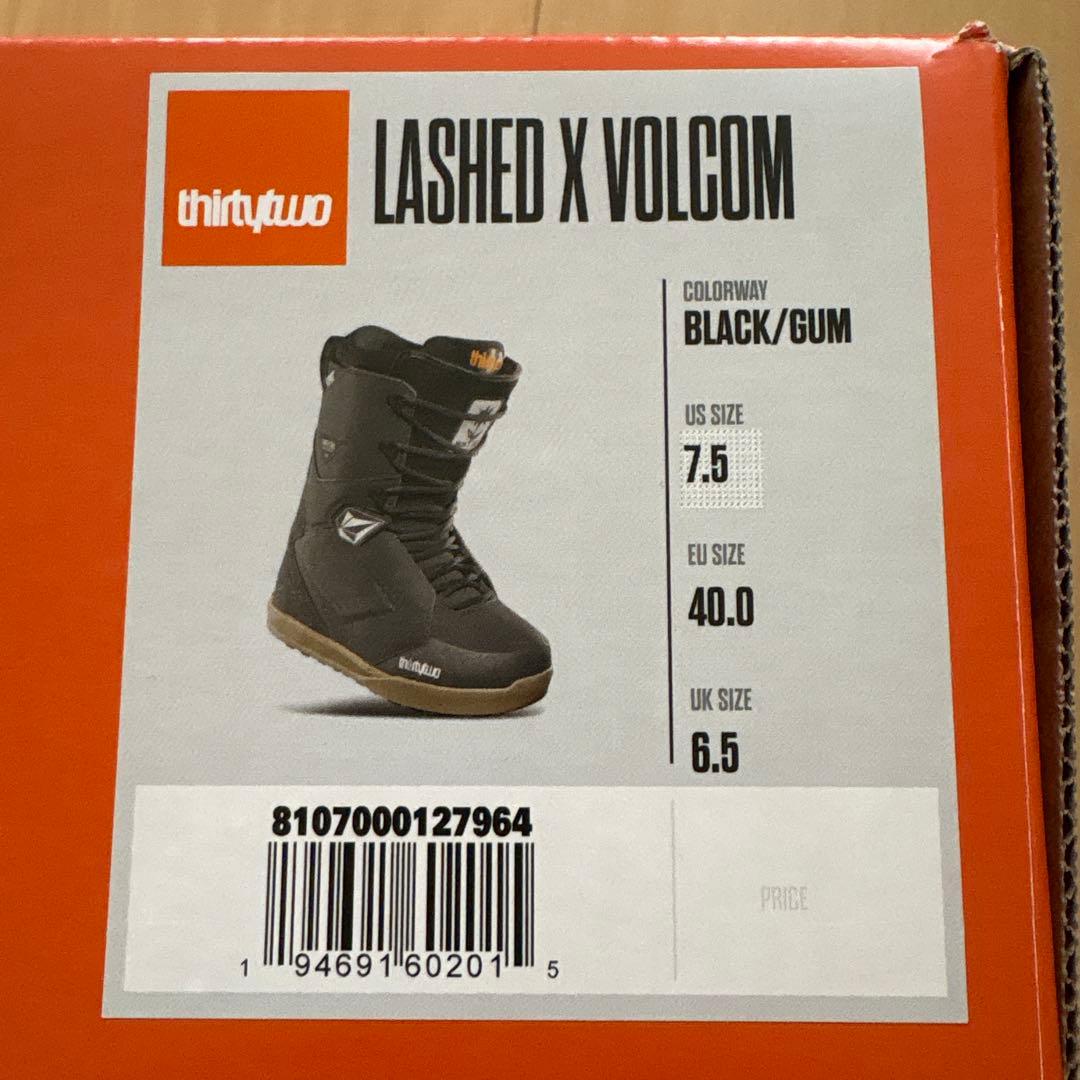 thirtytwo
LASHED X VOLCOM
COLORWAY
BLACK/GUM
US SIZE
7.5
EU SIZE
40.0
UK SIZE
6.5
thirtytwo
8107000127964
1 94691 60201 5
PRICE